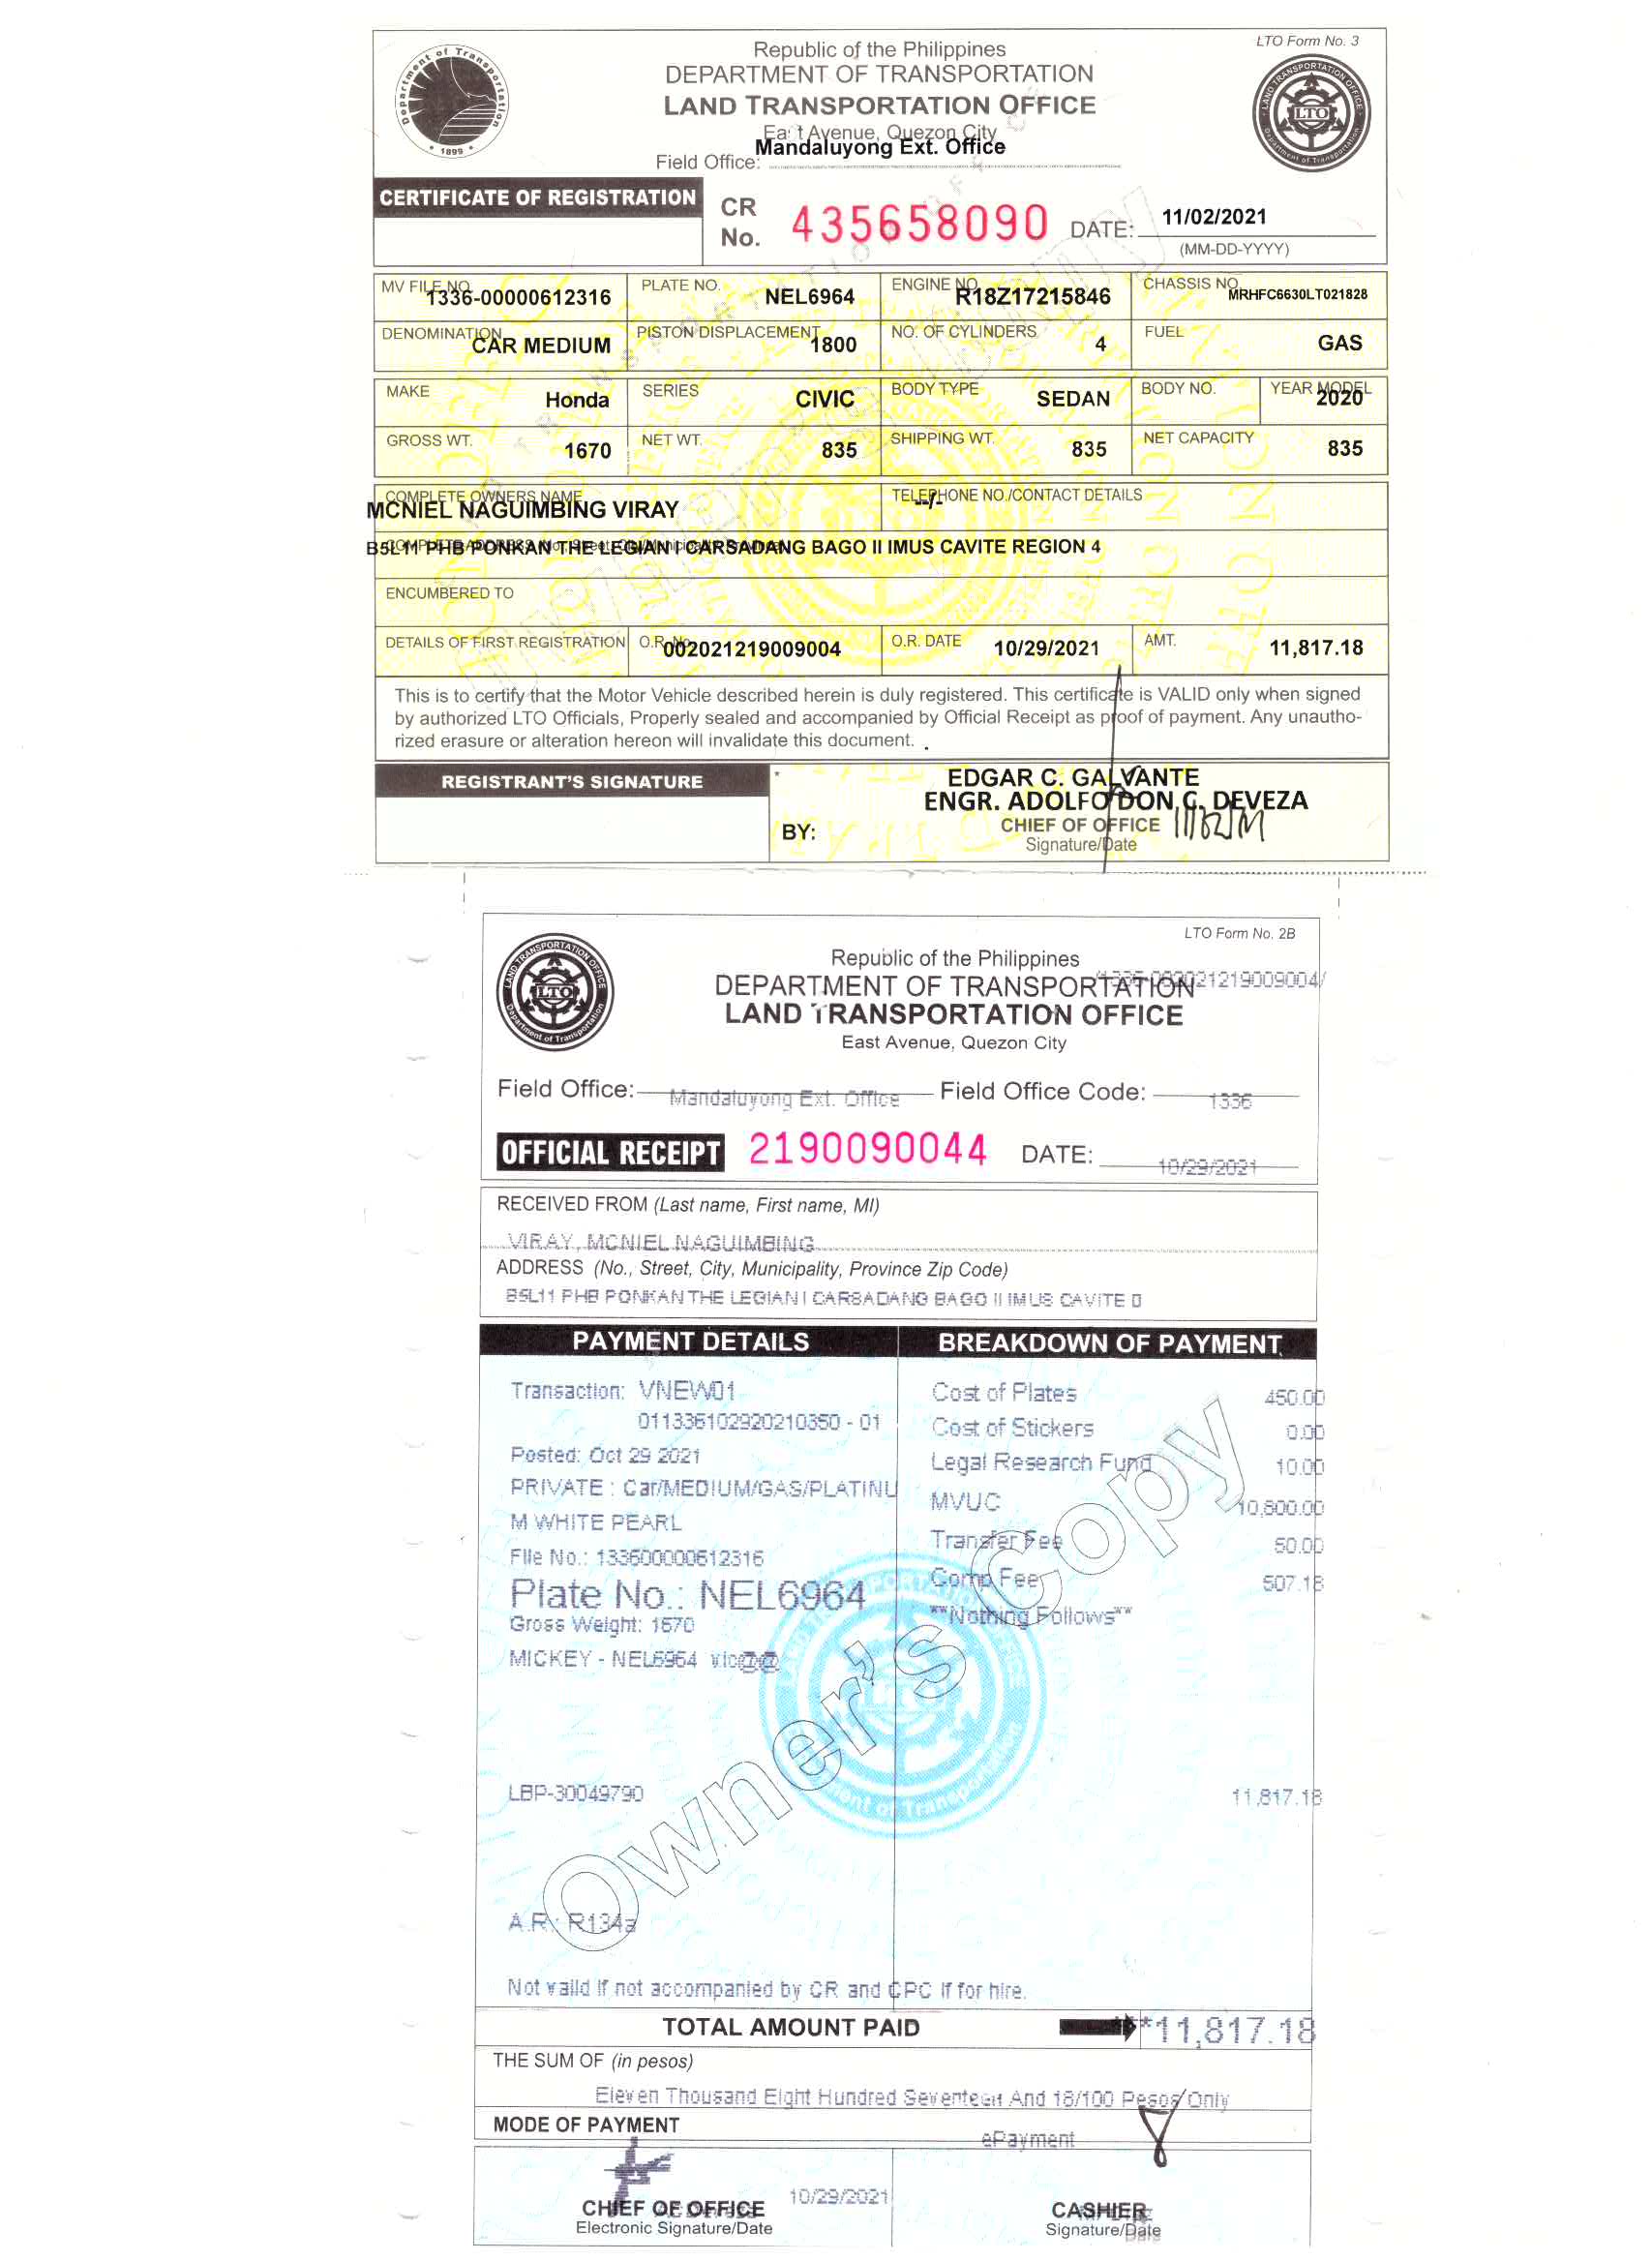 LTO Form No. 3
Republic of the Philippines
DEPARTMENT OF TRANSPORTATION
LAND TRANSPORTATION OFFICE
East Avenue, Quezon City
Field Office: Mandaluyong Ext. Office
CERTIFICATE OF REGISTRATION
CR No. 435658090 DATE: 11/02/2021
(MM-DD-YYYY)
MV FILE NO. 1336-00000612316 PLATE NO. NEL6964 ENGINE NO. R18Z17215846 CHASSIS NO. MRHFC6630LT021828
DENOMINATION CAR MEDIUM PISTON DISPLACEMENT 1800 NO. OF CYLINDERS 4 FUEL GAS
MAKE Honda SERIES CIVIC BODY TYPE SEDAN BODY NO. YEAR MODEL 2020
GROSS WT. 1670 NET WT. 835 SHIPPING WT. 835 NET CAPACITY 835
COMPLETE OWNERS NAME TELEPHONE NO./CONTACT DETAILS
MCNIEL NAGUIMBING VIRAY --/-
B5L11 PHB PONKAN THE LEGIAN I CARSADANG BAGO II IMUS CAVITE REGION 4
ENCUMBERED TO
DETAILS OF FIRST REGISTRATION O.R. No. 002021219009004 O.R. DATE 10/29/2021 AMT. 11,817.18
This is to certify that the Motor Vehicle described herein is duly registered. This certificate is VALID only when signed
by authorized LTO Officials, Properly sealed and accompanied by Official Receipt as proof of payment. Any unautho-
rized erasure or alteration hereon will invalidate this document.
REGISTRANT'S SIGNATURE
EDGAR C. GALVANTE
ENGR. ADOLFO DON C. DEVEZA
BY: CHIEF OF OFFICE
Signature/Date
LTO Form No. 2B
Republic of the Philippines
DEPARTMENT OF TRANSPORTATION
LAND TRANSPORTATION OFFICE
East Avenue, Quezon City
Field Office: Mandaluyong Ext. Office Field Office Code: 1336
OFFICIAL RECEIPT 2190090044 DATE: 10/29/2021
RECEIVED FROM (Last name, First name, MI)
VIRAY, MCNIEL NAGUIMBING
ADDRESS (No., Street, City, Municipality, Province Zip Code)
B5L11 PHB PONKAN THE LEGIAN I CARSADANG BAGO II IMUS CAVITE 0
PAYMENT DETAILS BREAKDOWN OF PAYMENT
Transaction: VNEW01
011336102920210350 - 01
Posted: Oct 29 2021
PRIVATE : Car/MEDIUM/GAS/PLATINU
M WHITE PEARL
File No.: 133600000612316
Plate No.: NEL6964
Gross Weight: 1670
MICKEY - NEL6964 vic@@
LBP-30049790
A.R.: R134a
Cost of Plates 450.00
Cost of Stickers 0.00
Legal Research Fund 10.00
MVUC 10,800.00
Transfer Fee 50.00
Comp Fee 507.18
**Nothing Follows**
11,817.18
Owner's Copy
Not valid if not accompanied by CR and CPC if for hire.
TOTAL AMOUNT PAID *11,817.18
THE SUM OF (in pesos)
Eleven Thousand Eight Hundred Seventeen And 18/100 Pesos Only
MODE OF PAYMENT ePayment
CHIEF OF OFFICE 10/29/2021
Electronic Signature/Date
CASHIER
Signature/Date